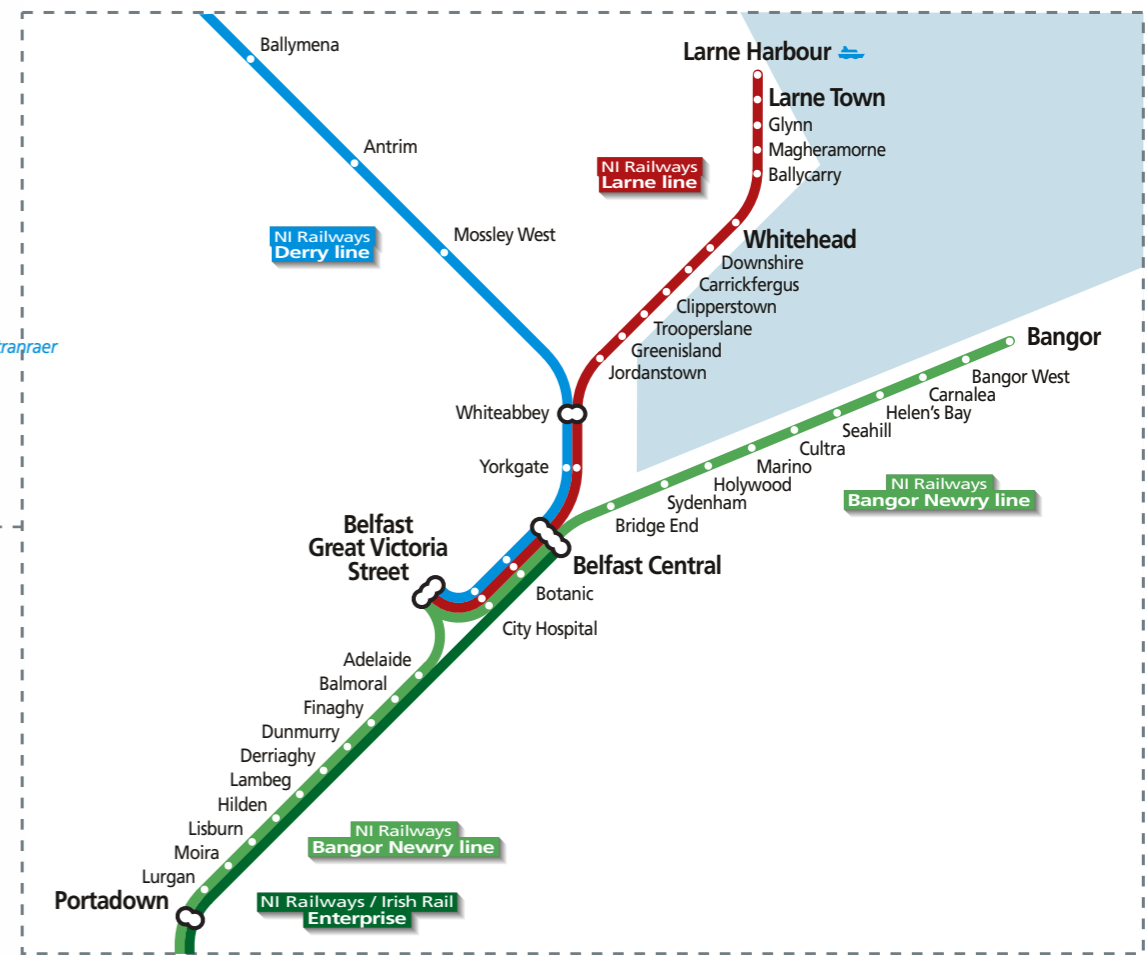 Ballymena
Larne Harbour
Larne Town
Glynn
Magheramorne
Ballycarry
Antrim
NI Railways
Larne line
NI Railways
Derry line
Mossley West
Whitehead
Downshire
Carrickfergus
Clipperstown
Trooperslane
Greenisland
Jordanstown
Bangor
Bangor West
Carnalea
Helen's Bay
Seahill
Cultra
Marino
Holywood
Sydenham
Bridge End
NI Railways
Bangor Newry line
Whiteabbey
Yorkgate
Belfast
Great Victoria
Street
Belfast Central
Botanic
City Hospital
Adelaide
Balmoral
Finaghy
Dunmurry
Derriaghy
Lambeg
Hilden
Lisburn
Moira
Lurgan
Portadown
NI Railways
Bangor Newry line
NI Railways / Irish Rail
Enterprise